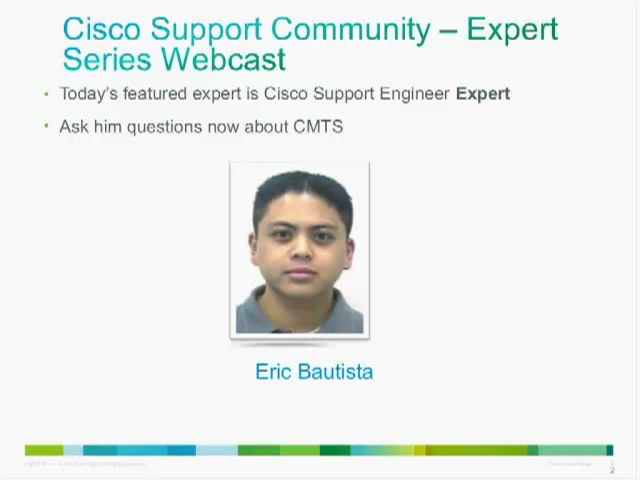 Cisco Support Community – Expert
Series Webcast
Today's featured expert is Cisco Support Engineer Expert
Ask him questions now about CMTS
Eric Bautista
2